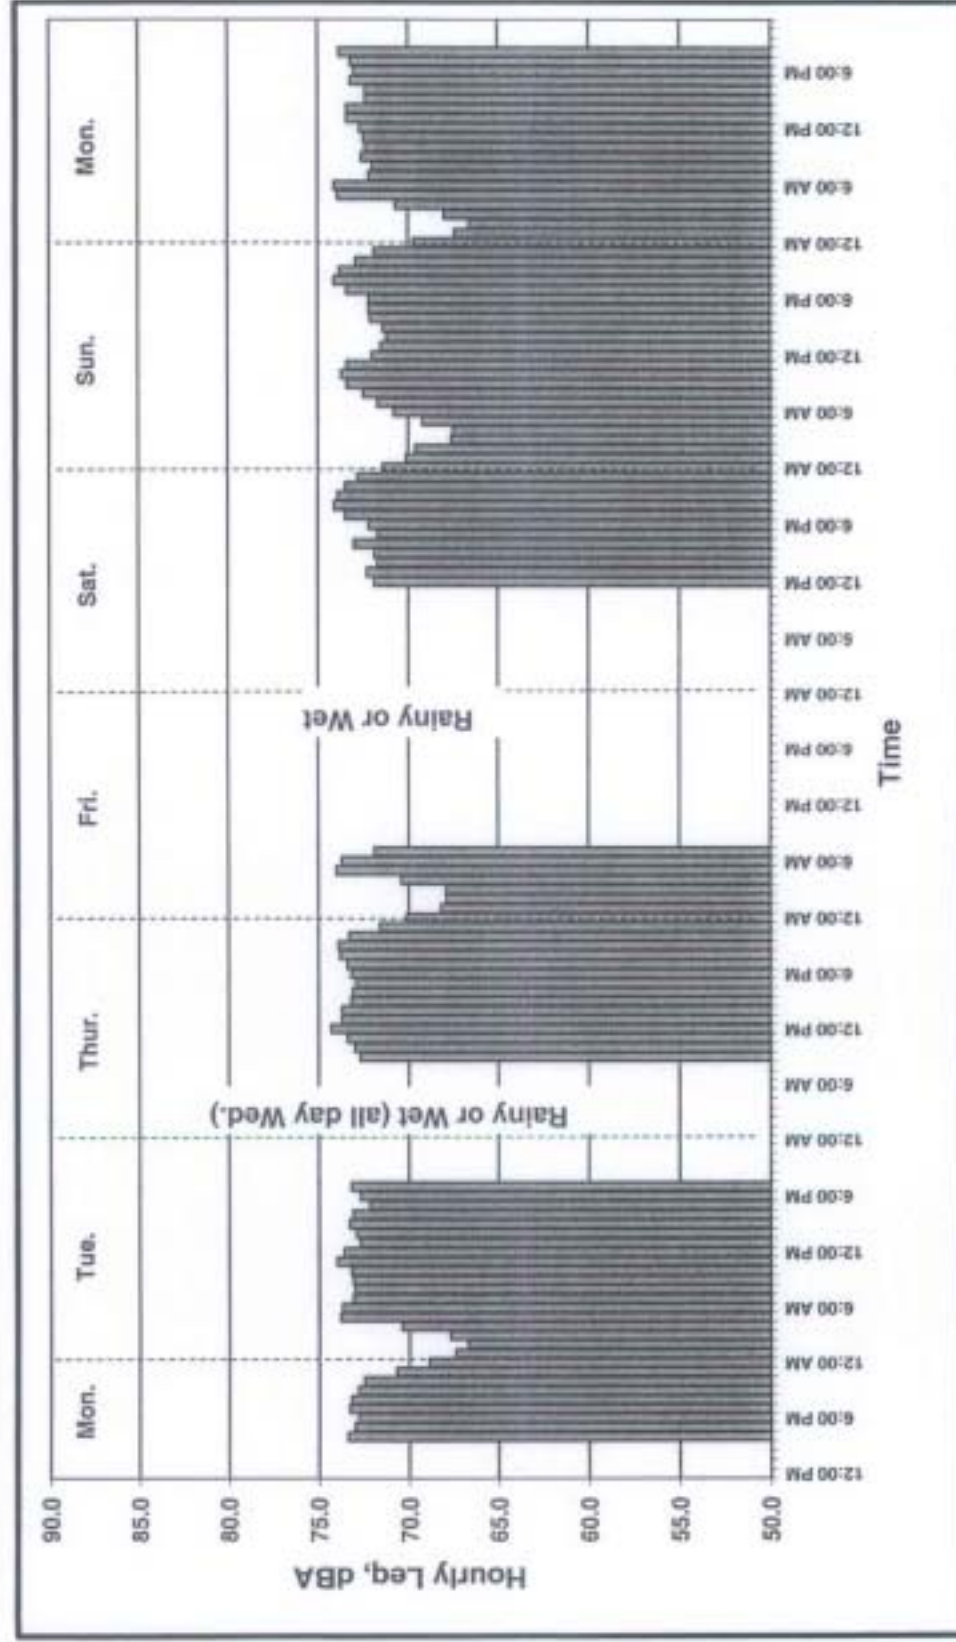 Mon.
Tue.
Thur.
Fri.
Sat.
Sun.
Mon.
90.0
85.0
80.0
75.0
70.0
65.0
60.0
55.0
50.0
Hourly Leq, dBA
Rainy or Wet (all day Wed.)
Rainy or Wet
12:00 PM
6:00 PM
12:00 AM
6:00 AM
12:00 PM
6:00 PM
12:00 AM
6:00 AM
12:00 PM
6:00 PM
12:00 AM
6:00 AM
12:00 PM
6:00 PM
12:00 AM
6:00 AM
12:00 PM
6:00 PM
12:00 AM
6:00 AM
12:00 PM
6:00 PM
12:00 AM
6:00 AM
12:00 PM
6:00 PM
Time